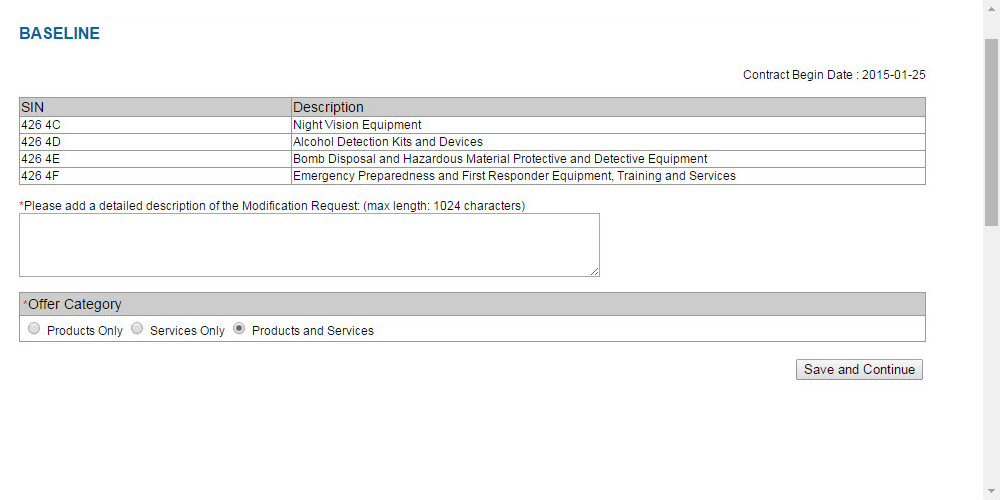 BASELINE
Contract Begin Date : 2015-01-25
SIN Description
426 4C Night Vision Equipment
426 4D Alcohol Detection Kits and Devices
426 4E Bomb Disposal and Hazardous Material Protective and Detective Equipment
426 4F Emergency Preparedness and First Responder Equipment, Training and Services
*Please add a detailed description of the Modification Request: (max length: 1024 characters)
*Offer Category
Products Only Services Only Products and Services
Save and Continue